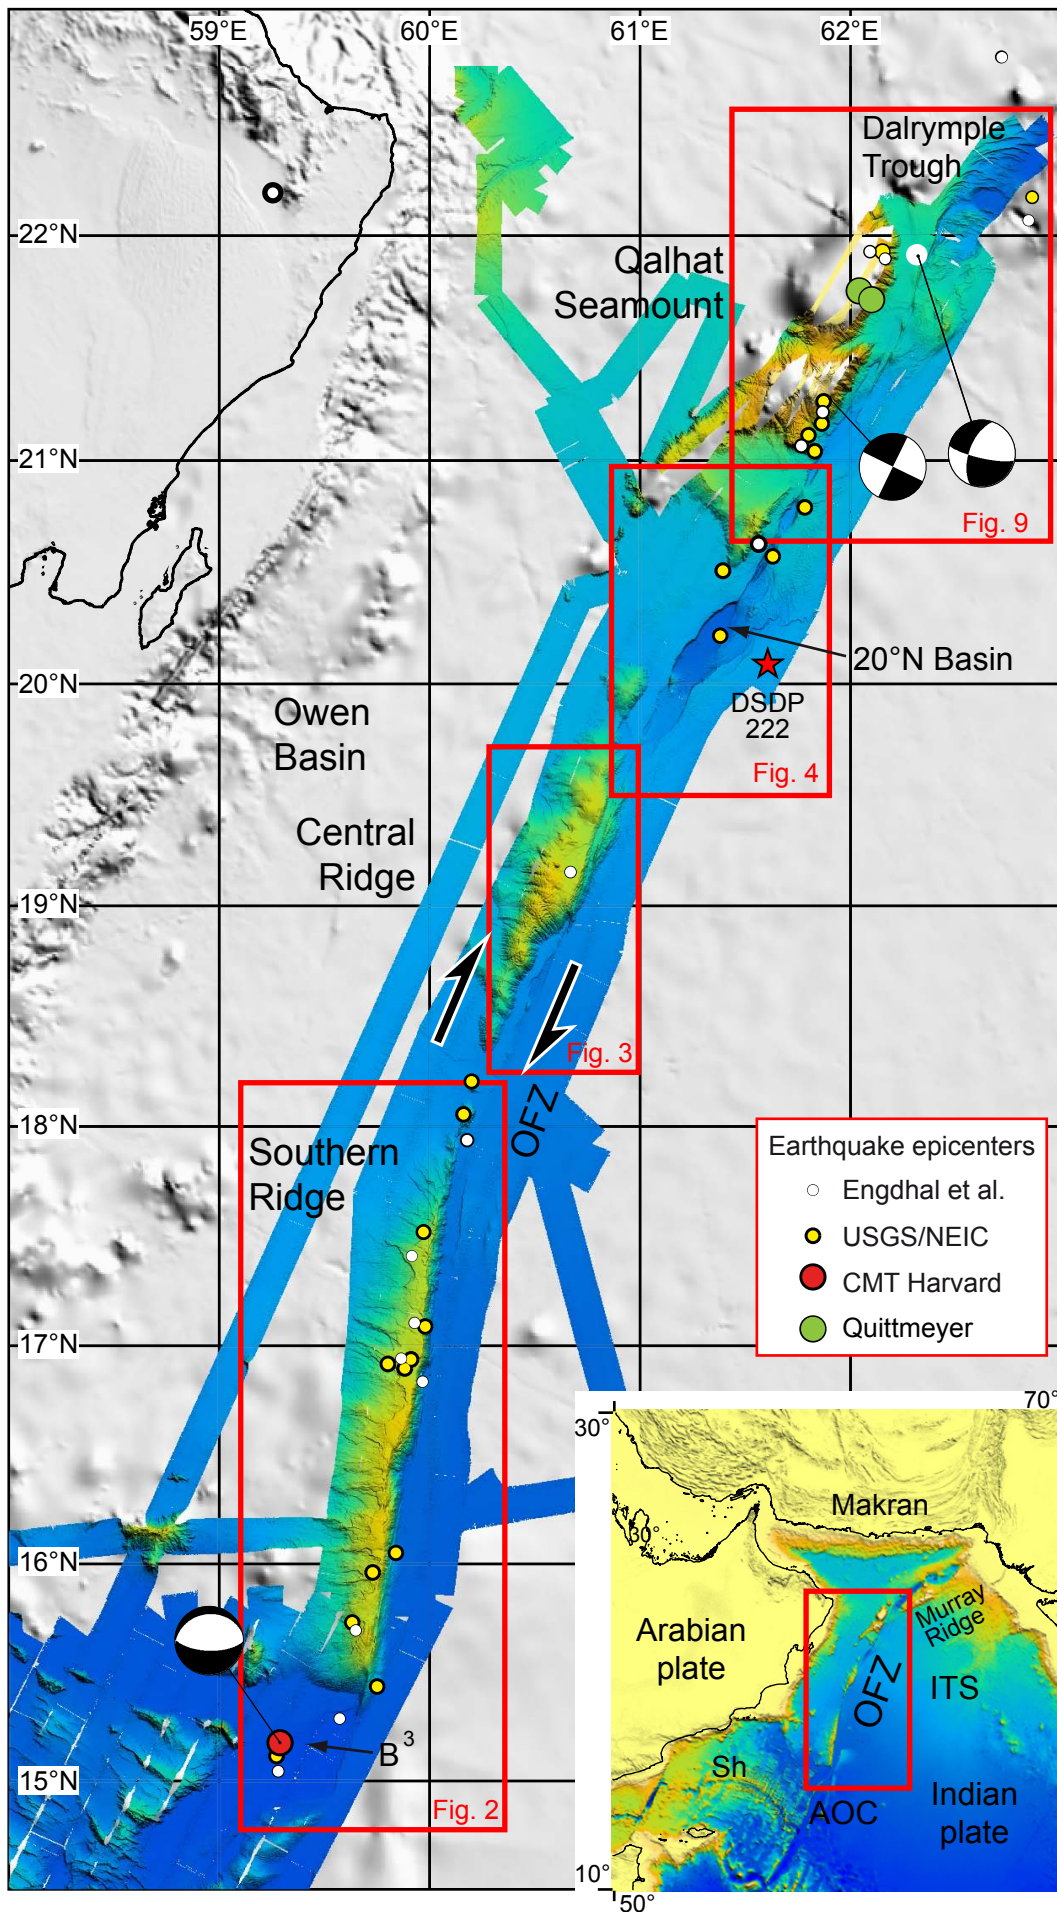 59°E
60°E
61°E
62°E
Dalrymple
Trough
22°N
Qalhat
Seamount
21°N
Fig. 9
20°N Basin
20°N
DSDP
222
Owen
Basin
Fig. 4
Central
Ridge
19°N
Fig. 3
OFZ
18°N
Southern
Ridge
Earthquake epicenters
Engdhal et al.
USGS/NEIC
CMT Harvard
Quittmeyer
17°N
16°N
B3
15°N
Fig. 2
70°
30°
Makran
30°
Murray
Ridge
Arabian
plate
OFZ
ITS
Sh
AOC
Indian
plate
10°
50°